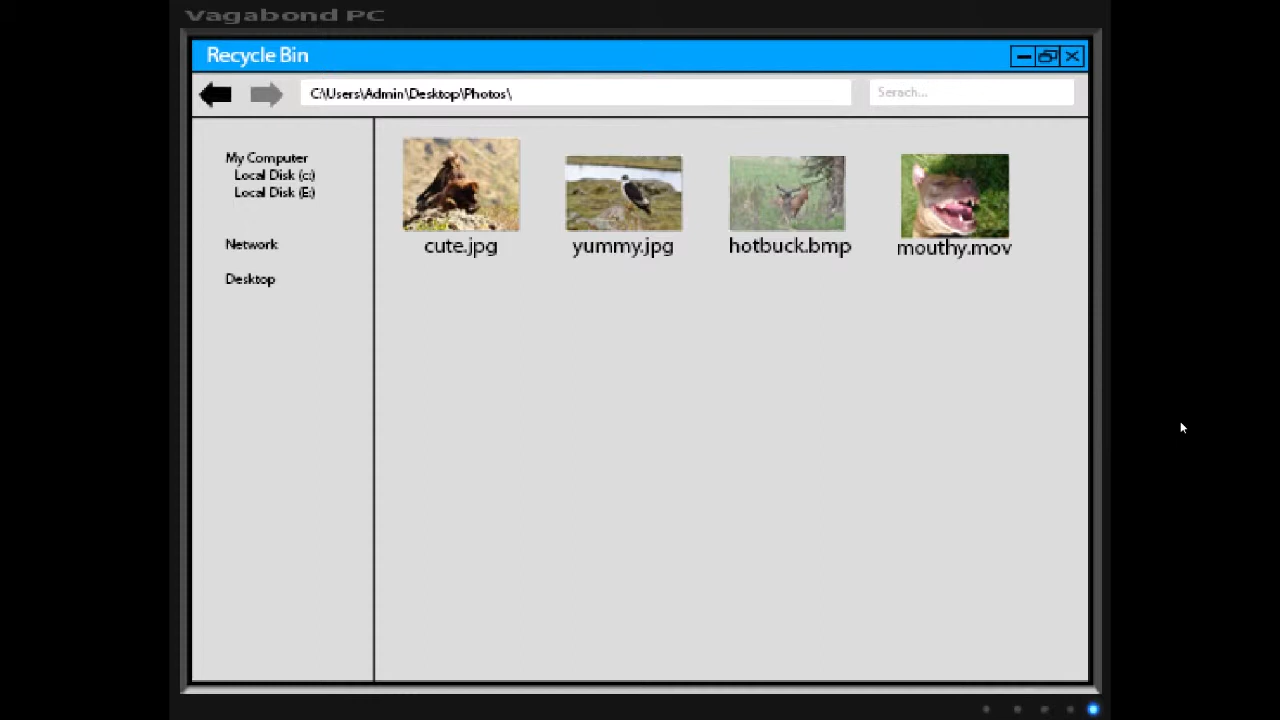 Vagabond PC
Recycle Bin
C\Users\Admin\Desktop\Photos\
Serach...
My Computer
Local Disk (c:)
Local Disk (E:)
Network
Desktop
cute.jpg
yummy.jpg
hotbuck.bmp
mouthy.mov